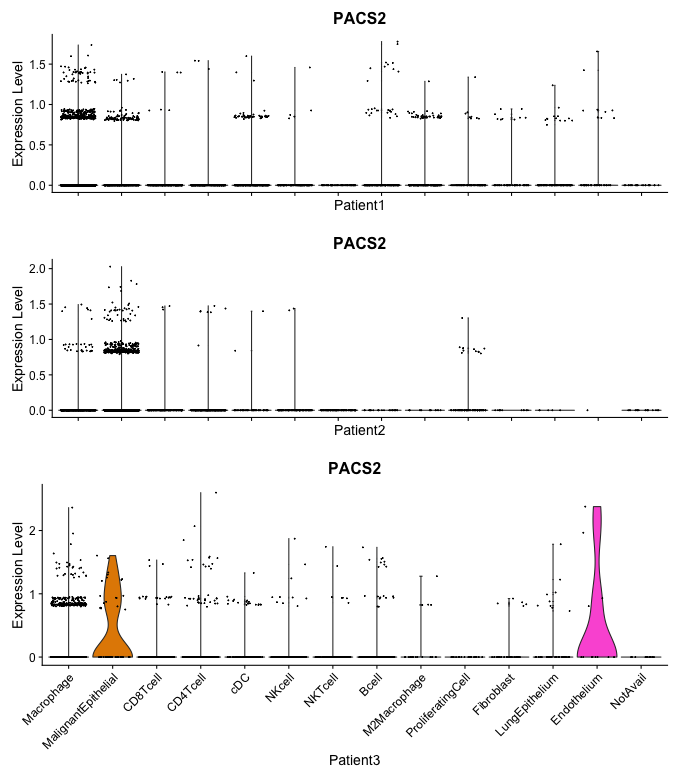 PACS2
Expression Level
1.5
1.0
0.5
0.0
Patient1
PACS2
Expression Level
2.0
1.5
1.0
0.5
0.0
Patient2
PACS2
Expression Level
2
1
0
Macrophage
MalignantEpithelial
CD8Tcell
CD4Tcell
cDC
NKcell
NKTcell
Bcell
M2Macrophage
ProliferatingCell
Fibroblast
LungEpithelium
Endothelium
NotAvail
Patient3